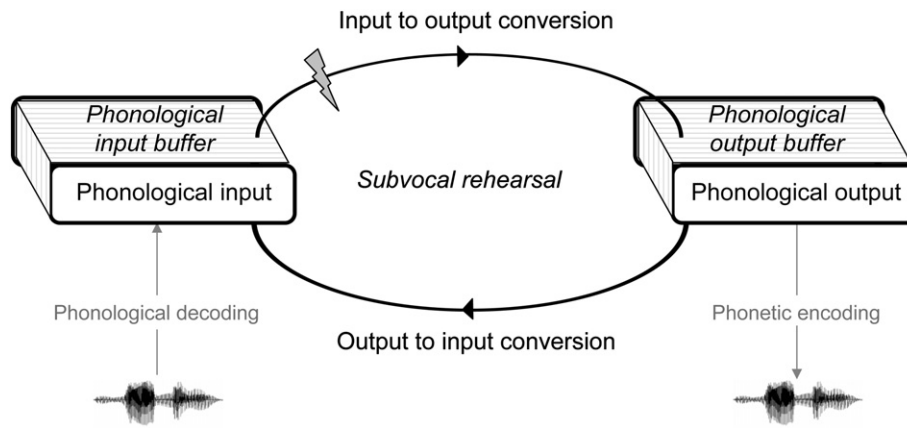 Input to output conversion
Phonological
input buffer
Phonological
output buffer
Phonological input
Subvocal rehearsal
Phonological output
Phonological decoding
Phonetic encoding
Output to input conversion